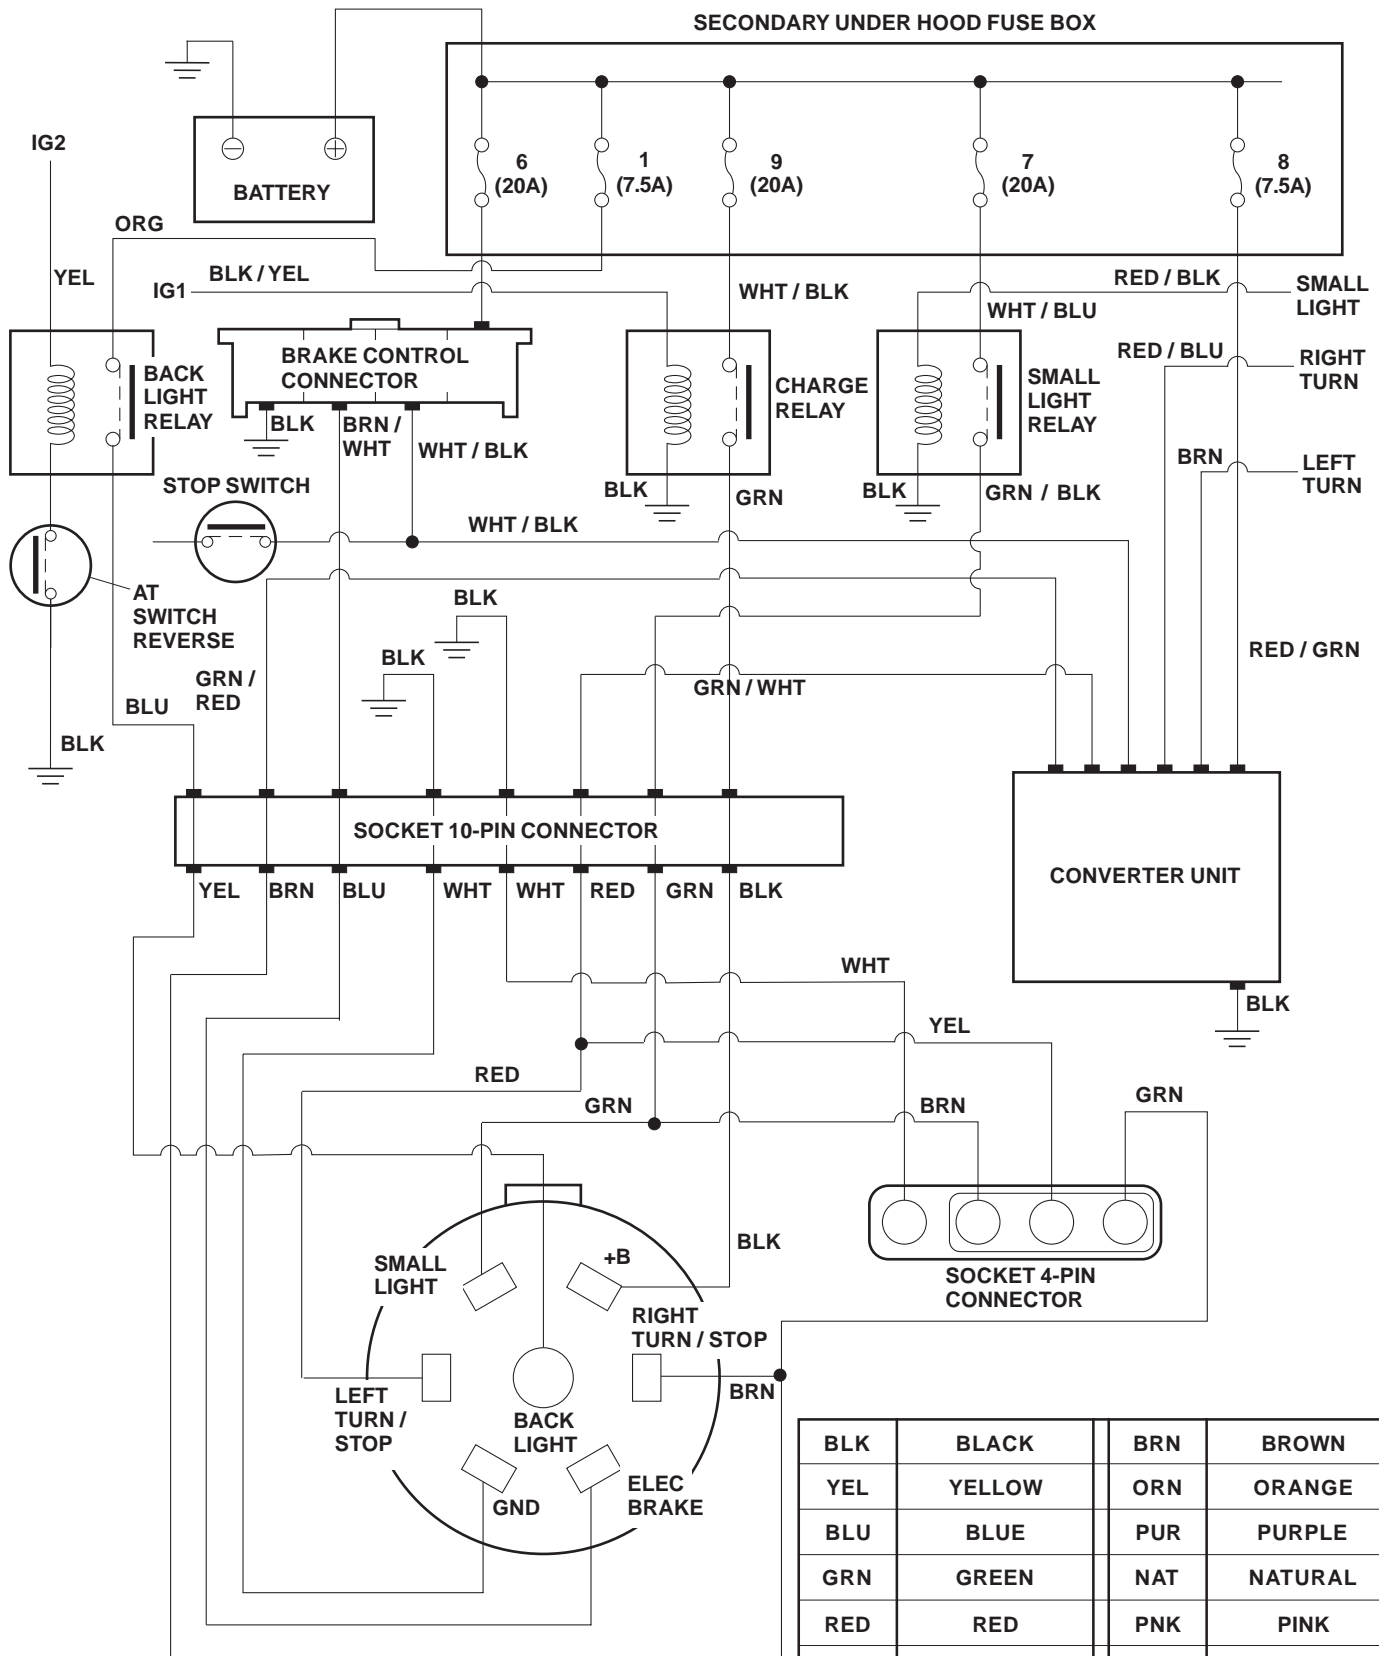 SECONDARY UNDER HOOD FUSE BOX
IG2
6
(20A)
1
(7.5A)
9
(20A)
7
(20A)
8
(7.5A)
BATTERY
ORG
YEL
BLK / YEL
IG1
WHT / BLK
RED / BLK
SMALL
LIGHT
WHT / BLU
BRAKE CONTROL
CONNECTOR
BACK
LIGHT
RELAY
RED / BLU
RIGHT
TURN
CHARGE
RELAY
SMALL
LIGHT
RELAY
BLK
BRN /
WHT
WHT / BLK
BRN
LEFT
TURN
STOP SWITCH
BLK
GRN
BLK
GRN / BLK
WHT / BLK
AT
SWITCH
REVERSE
BLK
BLK
RED / GRN
GRN /
RED
GRN / WHT
BLU
BLK
SOCKET 10-PIN CONNECTOR
CONVERTER UNIT
YEL
BRN
BLU
WHT
WHT
RED
GRN
BLK
WHT
BLK
YEL
RED
GRN
BRN
GRN
BLK
SMALL
LIGHT
+B
SOCKET 4-PIN
CONNECTOR
RIGHT
TURN / STOP
LEFT
TURN /
STOP
BRN
BACK
LIGHT
ELEC
BRAKE
GND
BLK BLACK BRN BROWN
YEL YELLOW ORN ORANGE
BLU BLUE PUR PURPLE
GRN GREEN NAT NATURAL
RED RED PNK PINK